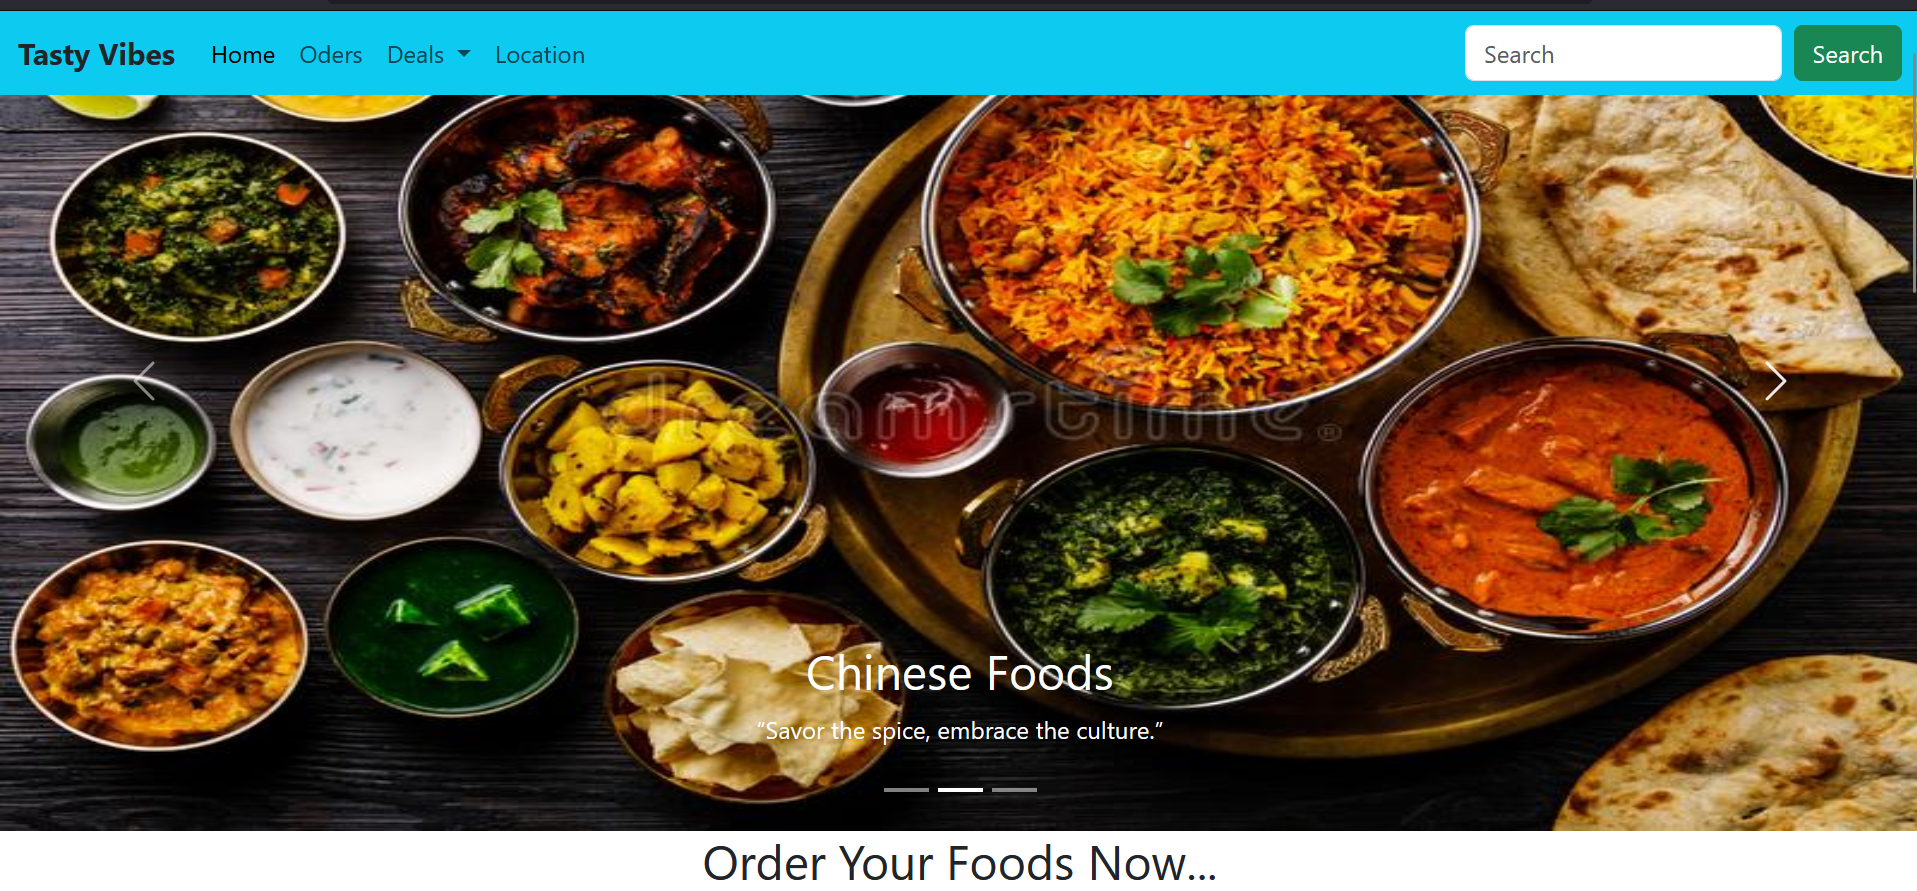 Tasty Vibes Home Oders Deals Location Search Search
dreamstime®
Chinese Foods
“Savor the spice, embrace the culture.”
Order Your Foods Now...